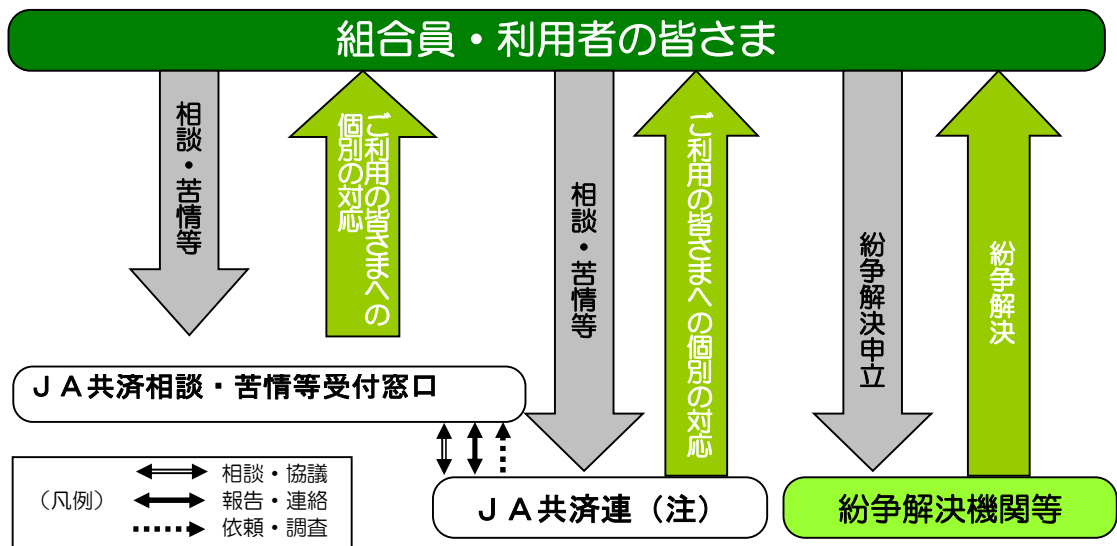 組合員・利用者の皆さま
相談・苦情等
ご利用の皆さまへの
個別の対応
相談・苦情等
ご利用の皆さまへの個別の対応
紛争解決申立
紛争解決
ＪＡ共済相談・苦情等受付窓口
ＪＡ共済連（注）
紛争解決機関等
（凡例）
相談・協議
報告・連絡
依頼・調査